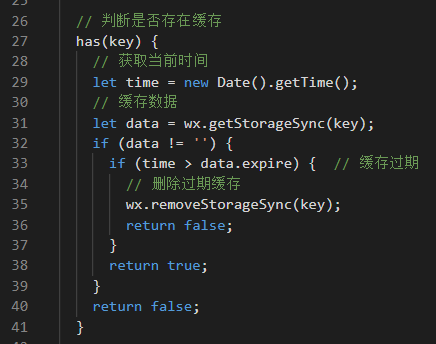 26 // 判断是否存在缓存
27 has(key) {
28 // 获取当前时间
29 let time = new Date().getTime();
30 // 缓存数据
31 let data = wx.getStorageSync(key);
32 if (data != '') {
33 if (time > data.expire) { // 缓存过期
34 // 删除过期缓存
35 wx.removeStorageSync(key);
36 return false;
37 }
38 return true;
39 }
40 return false;
41 }